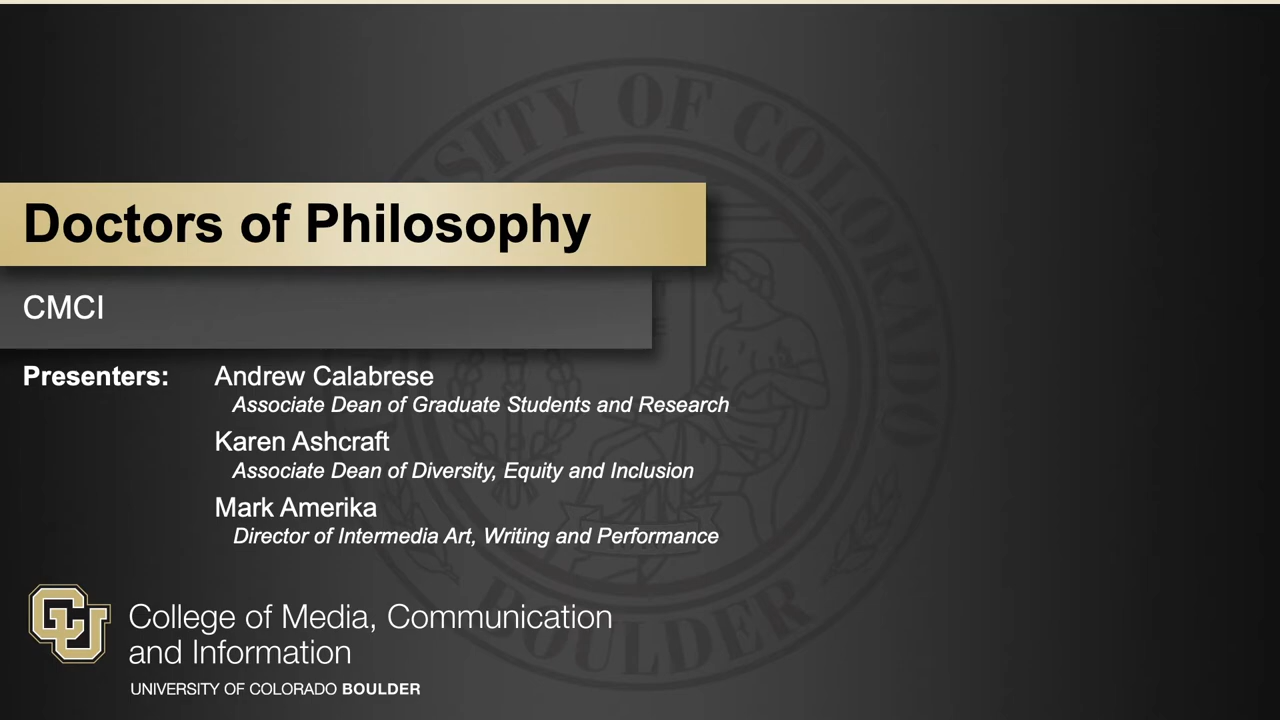 Doctors of Philosophy
CMCI
Presenters: Andrew Calabrese
Associate Dean of Graduate Students and Research
Karen Ashcraft
Associate Dean of Diversity, Equity and Inclusion
Mark Amerika
Director of Intermedia Art, Writing and Performance
CU
College of Media, Communication
and Information
UNIVERSITY OF COLORADO BOULDER